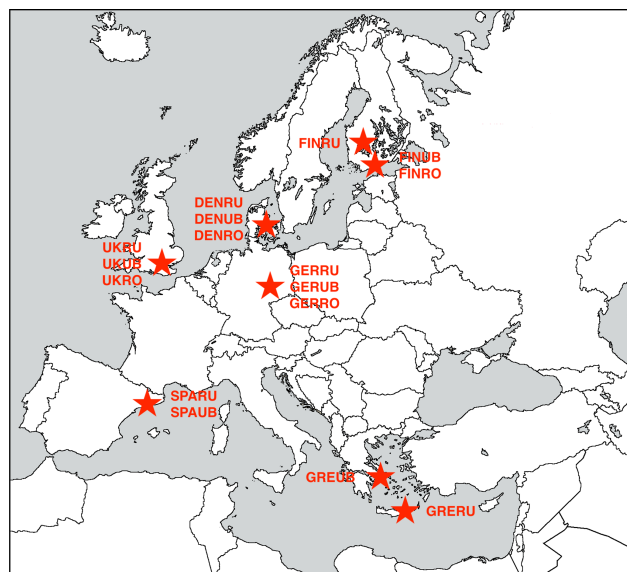 FINRU
FINUB
FINRO
DENRU
DENUB
DENRO
UKRU
UKUB
UKRO
GERRU
GERUB
GERRO
SPARU
SPAUB
GREUB
GRERU